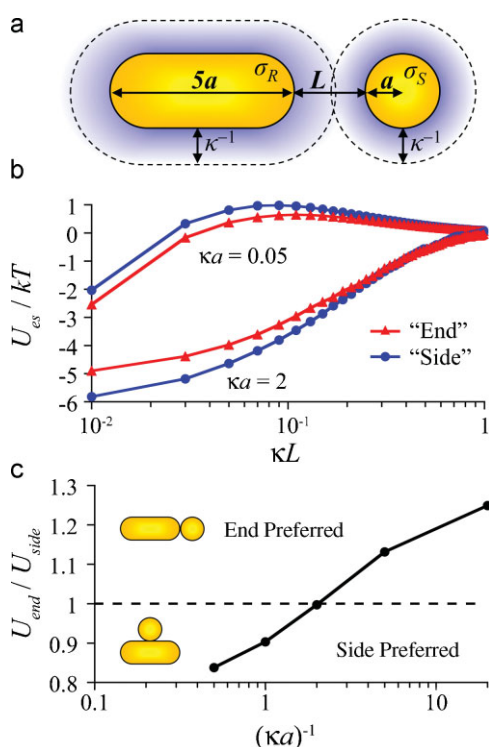 a
5a
σR
L
a
σS
κ−1
κ−1
b
1
0
-1
-2
-3
-4
-5
-6
Ues / kT
κa = 0.05
κa = 2
“End”
“Side”
10-2
10-1
1
κL
c
1.3
1.2
1.1
1
0.9
0.8
Uend / Uside
End Preferred
Side Preferred
0.1
1
10
(κa)-1